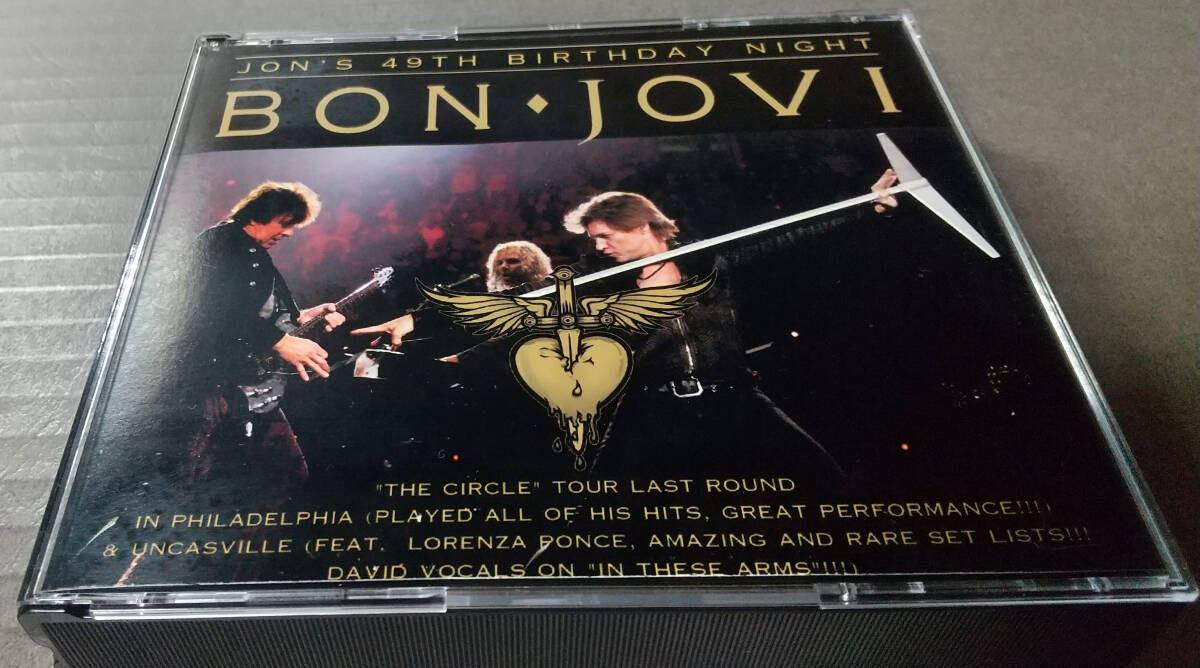 JON'S 49TH BIRTHDAY NIGHT
BON • JOVI
"THE CIRCLE" TOUR LAST ROUND
IN PHILADELPHIA (PLAYED ALL OF HIS HITS, GREAT PERFORMANCE!!!)
& UNCASVILLE (FEAT. LORENZA PONCE, AMAZING AND RARE SET LISTS!!!
DAVID VOCALS ON "IN THESE ARMS"!!!)